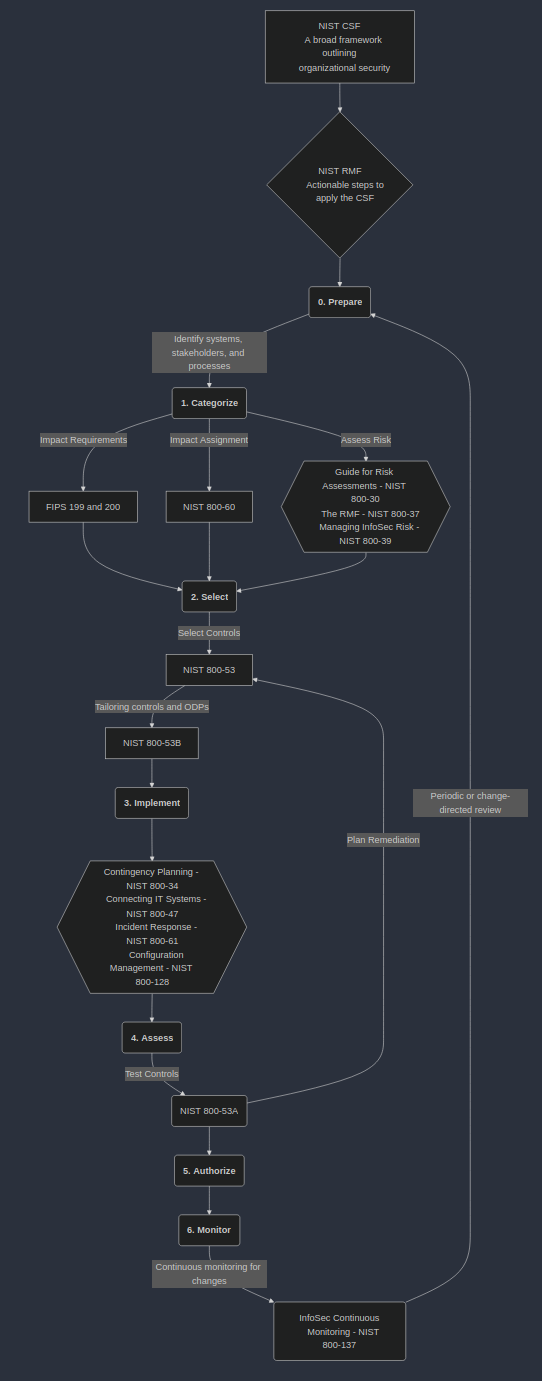 NIST CSF
A broad framework
outlining
organizational security
NIST RMF
Actionable steps to
apply the CSF
0. Prepare
Identify systems,
stakeholders, and
processes
1. Categorize
Impact Requirements
Impact Assignment
Assess Risk
FIPS 199 and 200
NIST 800-60
Guide for Risk
Assessments - NIST
800-30
The RMF - NIST 800-37
Managing InfoSec Risk -
NIST 800-39
2. Select
Select Controls
NIST 800-53
Tailoring controls and ODPs
NIST 800-53B
3. Implement
Periodic or change-
directed review
Plan Remediation
Contingency Planning -
NIST 800-34
Connecting IT Systems -
NIST 800-47
Incident Response -
NIST 800-61
Configuration
Management - NIST
800-128
4. Assess
Test Controls
NIST 800-53A
5. Authorize
6. Monitor
Continuous monitoring for
changes
InfoSec Continuous
Monitoring - NIST
800-137